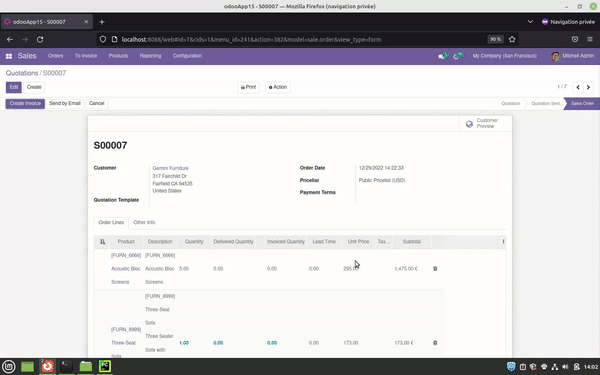 odooApp15 - S00007 — Mozilla Firefox (navigation privée)
odooApp15 - S00007
Navigation privée
localhost:8086/web#id=7&cids=1&menu_id=241&action=382&model=sale.order&view_type=form
90 %
Sales
Orders
To Invoice
Products
Reporting
Configuration
My Company (San Francisco)
Mitchell Admin
Quotations / S00007
Edit
Create
Print
Action
1 / 7
Create Invoice
Send by Email
Cancel
Quotation
Quotation Sent
Sales Order
Customer
Preview
S00007
Customer
Gemini Furniture
317 Fairchild Dr
Fairfield CA 94535
United States
Quotation Template
Order Date
12/29/2022 14:22:33
Pricelist
Public Pricelist (USD)
Payment Terms
Order Lines
Other Info
Product
Description
Quantity
Delivered Quantity
Invoiced Quantity
Lead Time
Unit Price
Tax...
Subtotal
[FURN_6666]
Acoustic Bloc
Screens
[FURN_6666]
Acoustic Bloc
Screens
5.00
0.00
0.00
0.00
295.00
1,475.00 €
[FURN_8999]
Three-Seat
Sofa
[FURN_8999]
Three-Seat
Sofa
Three Seater
Sofa with
1.00
0.00
0.00
0.00
173.00
173.00 €
14:02